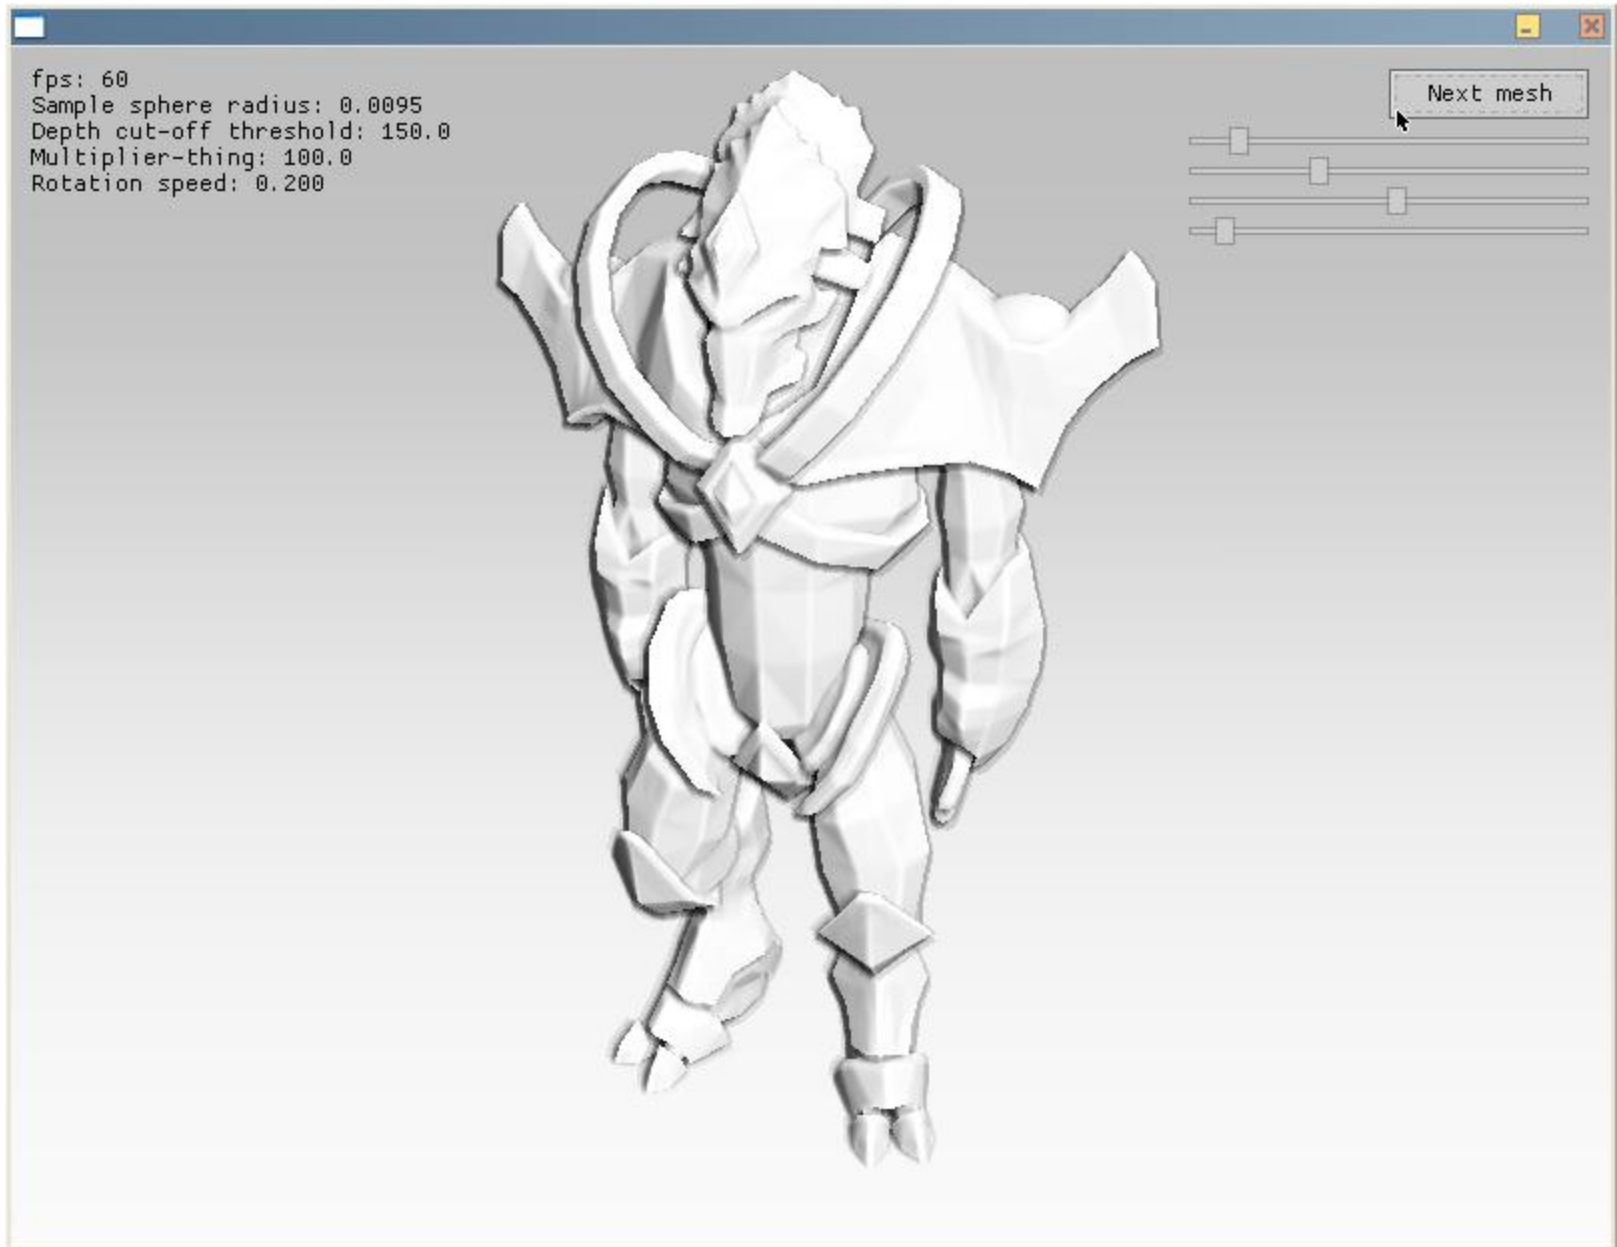 fps: 60
Sample sphere radius: 0.0095
Depth cut-off threshold: 150.0
Multiplier-thing: 100.0
Rotation speed: 0.200
Next mesh